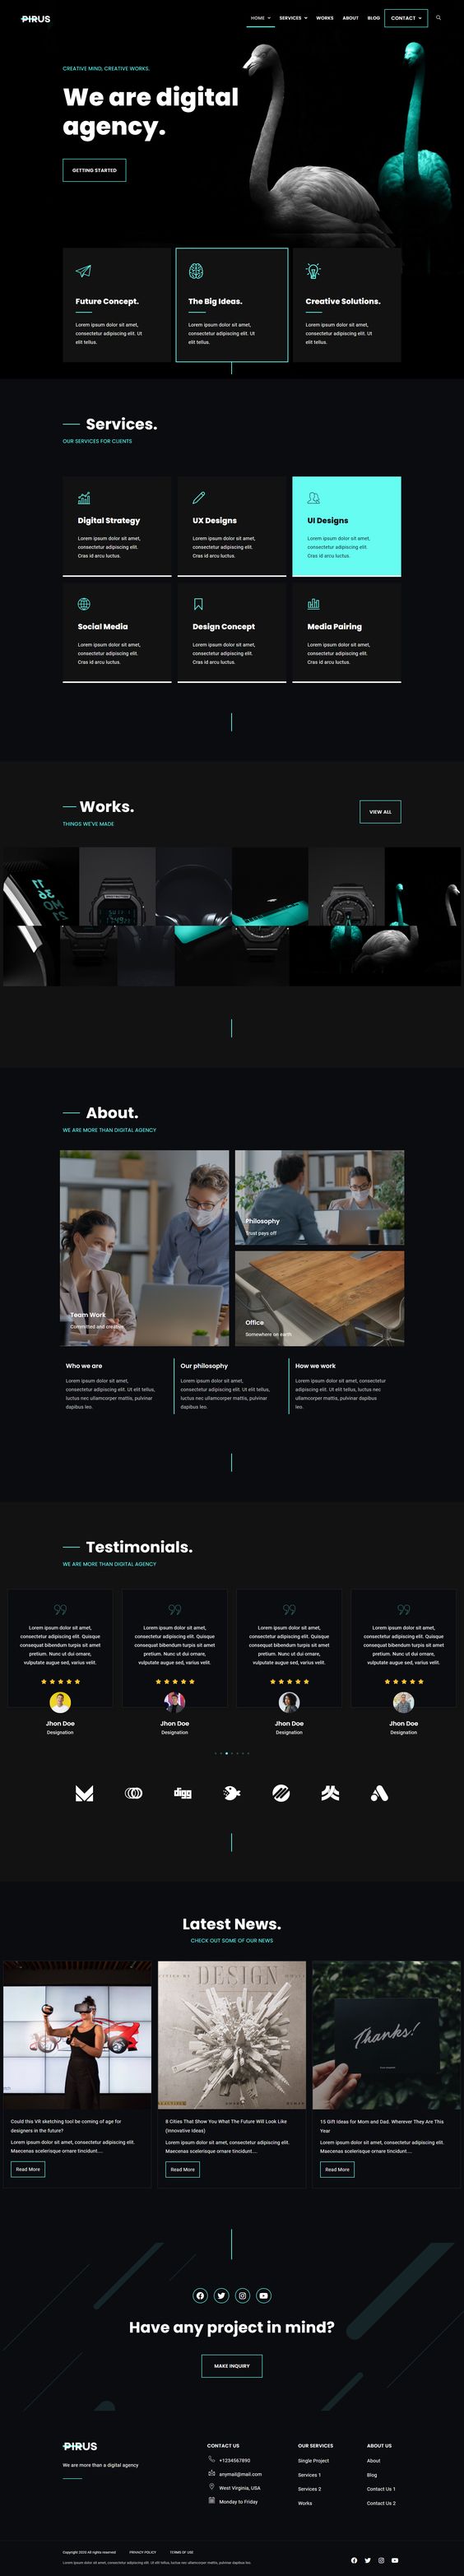 PIRUS
HOME SERVICES WORKS ABOUT BLOG CONTACT
CREATIVE MIND, CREATIVE WORKS.
We are digital
agency.
GETTING STARTED
Future Concept.
Lorem ipsum dolor sit amet,
consectetur adipiscing elit. Ut
elit tellus.
The Big Ideas.
Lorem ipsum dolor sit amet,
consectetur adipiscing elit. Ut
elit tellus.
Creative Solutions.
Lorem ipsum dolor sit amet,
consectetur adipiscing elit. Ut
elit tellus.
Services.
OUR SERVICES FOR CLIENTS
Digital Strategy
Lorem ipsum dolor sit amet,
consectetur adipiscing elit.
Cras id arcu luctus.
UX Designs
Lorem ipsum dolor sit amet,
consectetur adipiscing elit.
Cras id arcu luctus.
UI Designs
Lorem ipsum dolor sit amet,
consectetur adipiscing elit.
Cras id arcu luctus.
Social Media
Lorem ipsum dolor sit amet,
consectetur adipiscing elit.
Cras id arcu luctus.
Design Concept
Lorem ipsum dolor sit amet,
consectetur adipiscing elit.
Cras id arcu luctus.
Media Pairing
Lorem ipsum dolor sit amet,
consectetur adipiscing elit.
Cras id arcu luctus.
Works.
THINGS WE'VE MADE
VIEW ALL
About.
WE ARE MORE THAN DIGITAL AGENCY
Team Work
Committed and creative
Philosophy
Trust pays off
Office
Somewhere on earth
Who we are
Lorem ipsum dolor sit amet,
consectetur adipiscing elit. Ut elit tellus,
luctus nec ullamcorper mattis, pulvinar
dapibus leo.
Our philosophy
Lorem ipsum dolor sit amet,
consectetur adipiscing elit. Ut elit tellus,
luctus nec ullamcorper mattis, pulvinar
dapibus leo.
How we work
Lorem ipsum dolor sit amet, consectetur
adipiscing elit. Ut elit tellus, luctus nec
ullamcorper mattis, pulvinar dapibus
leo.
Testimonials.
WE ARE MORE THAN DIGITAL AGENCY
Lorem ipsum dolor sit amet,
consectetur adipiscing elit. Quisque
consequat bibendum turpis sit amet
pretium. Nunc ut dui ornare,
vulputate augue sed, varius velit.
Jhon Doe
Designation
Lorem ipsum dolor sit amet,
consectetur adipiscing elit. Quisque
consequat bibendum turpis sit amet
pretium. Nunc ut dui ornare,
vulputate augue sed, varius velit.
Jhon Doe
Designation
Lorem ipsum dolor sit amet,
consectetur adipiscing elit. Quisque
consequat bibendum turpis sit amet
pretium. Nunc ut dui ornare,
vulputate augue sed, varius velit.
Jhon Doe
Designation
Lorem ipsum dolor sit amet,
consectetur adipiscing elit. Quisque
consequat bibendum turpis sit amet
pretium. Nunc ut dui ornare,
vulputate augue sed, varius velit.
Jhon Doe
Designation
digg
Latest News.
CHECK OUT SOME OF OUR NEWS
Could this VR sketching tool be coming of age for
designers in the future?
Lorem ipsum dolor sit amet, consectetur adipiscing elit.
Maecenas scelerisque ornare tincidunt....
Read More
DESIGN
8 Cities That Show You What The Future Will Look Like
(Innovative Ideas)
Lorem ipsum dolor sit amet, consectetur adipiscing elit.
Maecenas scelerisque ornare tincidunt....
Read More
Thanks!
15 Gift Ideas for Mom and Dad. Wherever They Are This
Year
Lorem ipsum dolor sit amet, consectetur adipiscing elit.
Maecenas scelerisque ornare tincidunt....
Read More
Have any project in mind?
MAKE INQUIRY
PIRUS
We are more than a digital agency
CONTACT US
+1234567890
anymail@mail.com
West Virginia, USA
Monday to Friday
OUR SERVICES
Single Project
Services 1
Services 2
Works
ABOUT US
About
Blog
Contact Us 1
Contact Us 2
Copyright 2020 All rights reserved PRIVACY POLICY TERMS OF USE
Lorem ipsum dolor sit amet, consectetur adipiscing elit. Ut elit tellus, luctus nec ullamcorper mattis, pulvinar dapibus leo.